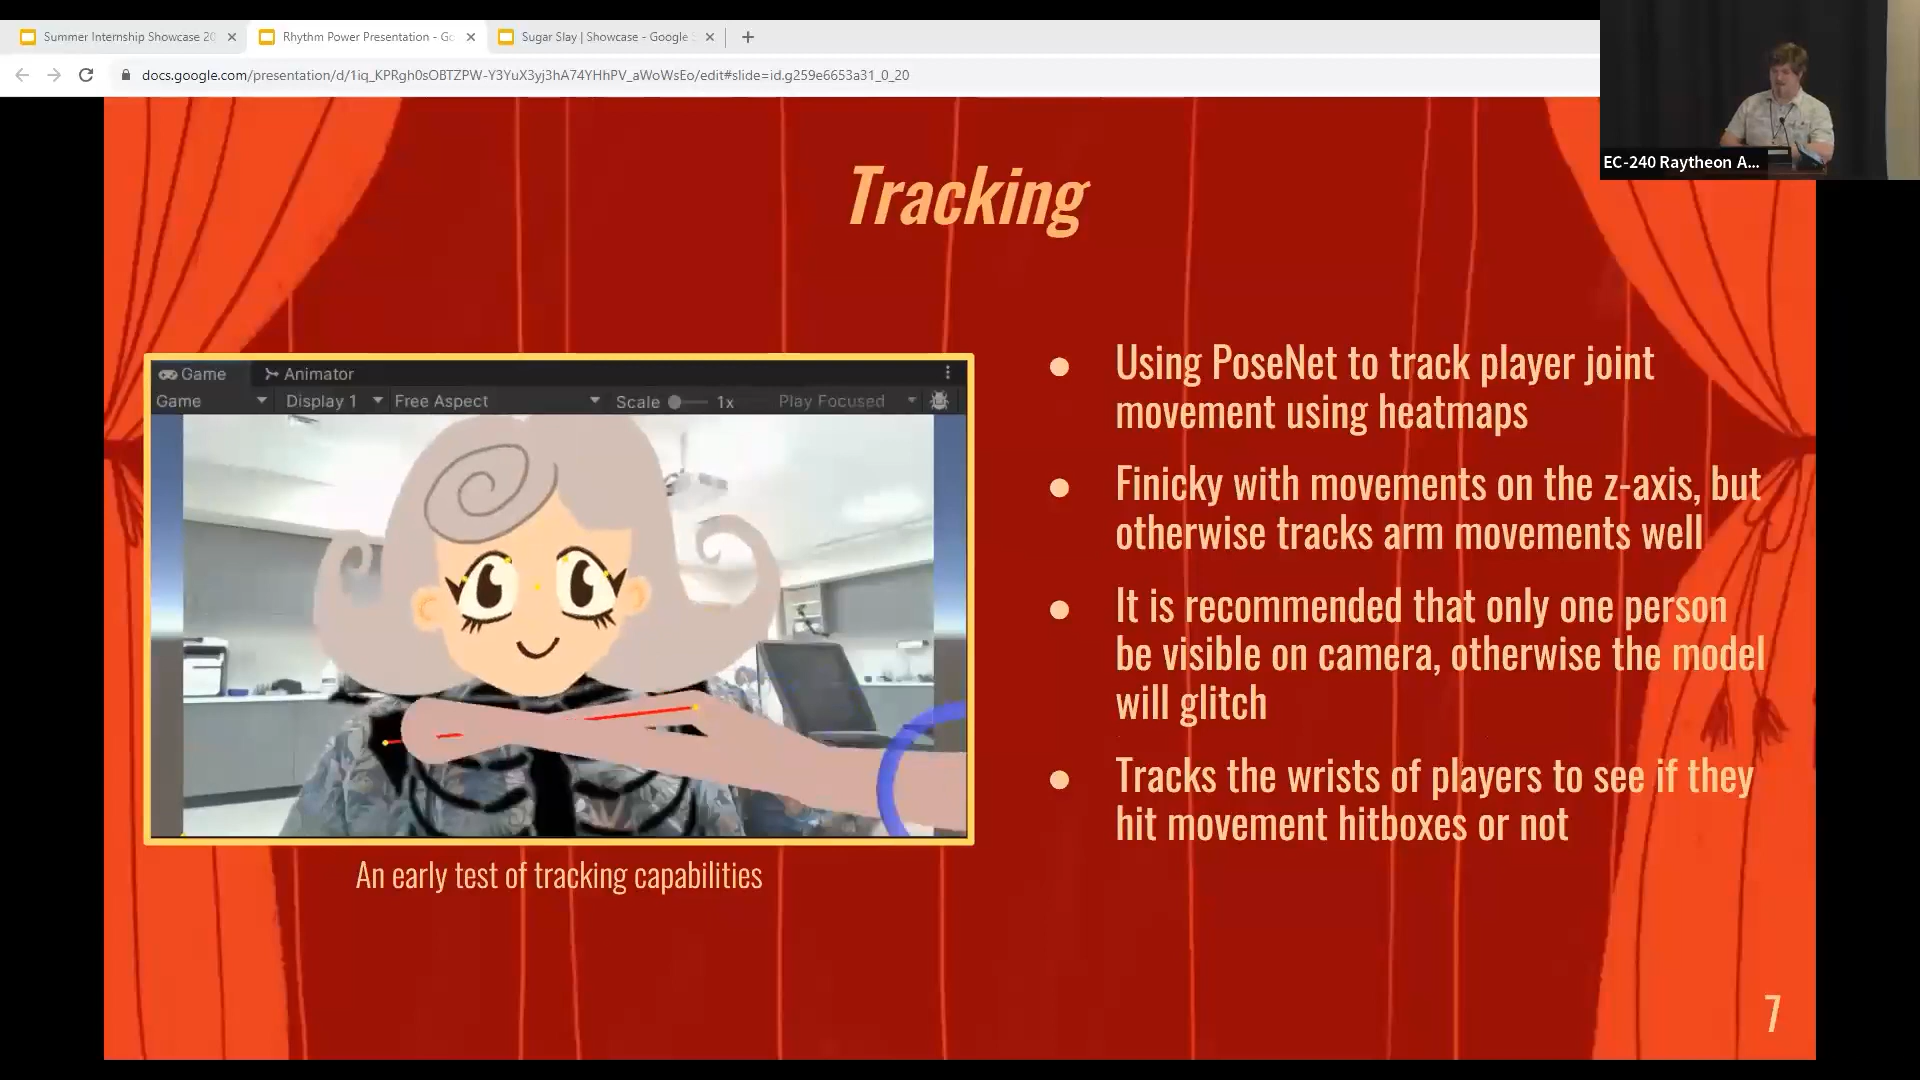 Summer Internship Showcase 20
Rhythm Power Presentation - Go
Sugar Slay | Showcase - Google S
docs.google.com/presentation/d/1iq_KPRgh0sOBTZPW-Y3YuX3yj3hA74YHhPV_aWoWsEo/edit#slide=id.g259e6653a31_0_20
EC-240 Raytheon A...
Tracking
Game
Animator
Game
Display 1
Free Aspect
Scale
1x
Play Focused
An early test of tracking capabilities
● Using PoseNet to track player joint
movement using heatmaps
● Finicky with movements on the z-axis, but
otherwise tracks arm movements well
● It is recommended that only one person
be visible on camera, otherwise the model
will glitch
● Tracks the wrists of players to see if they
hit movement hitboxes or not
7